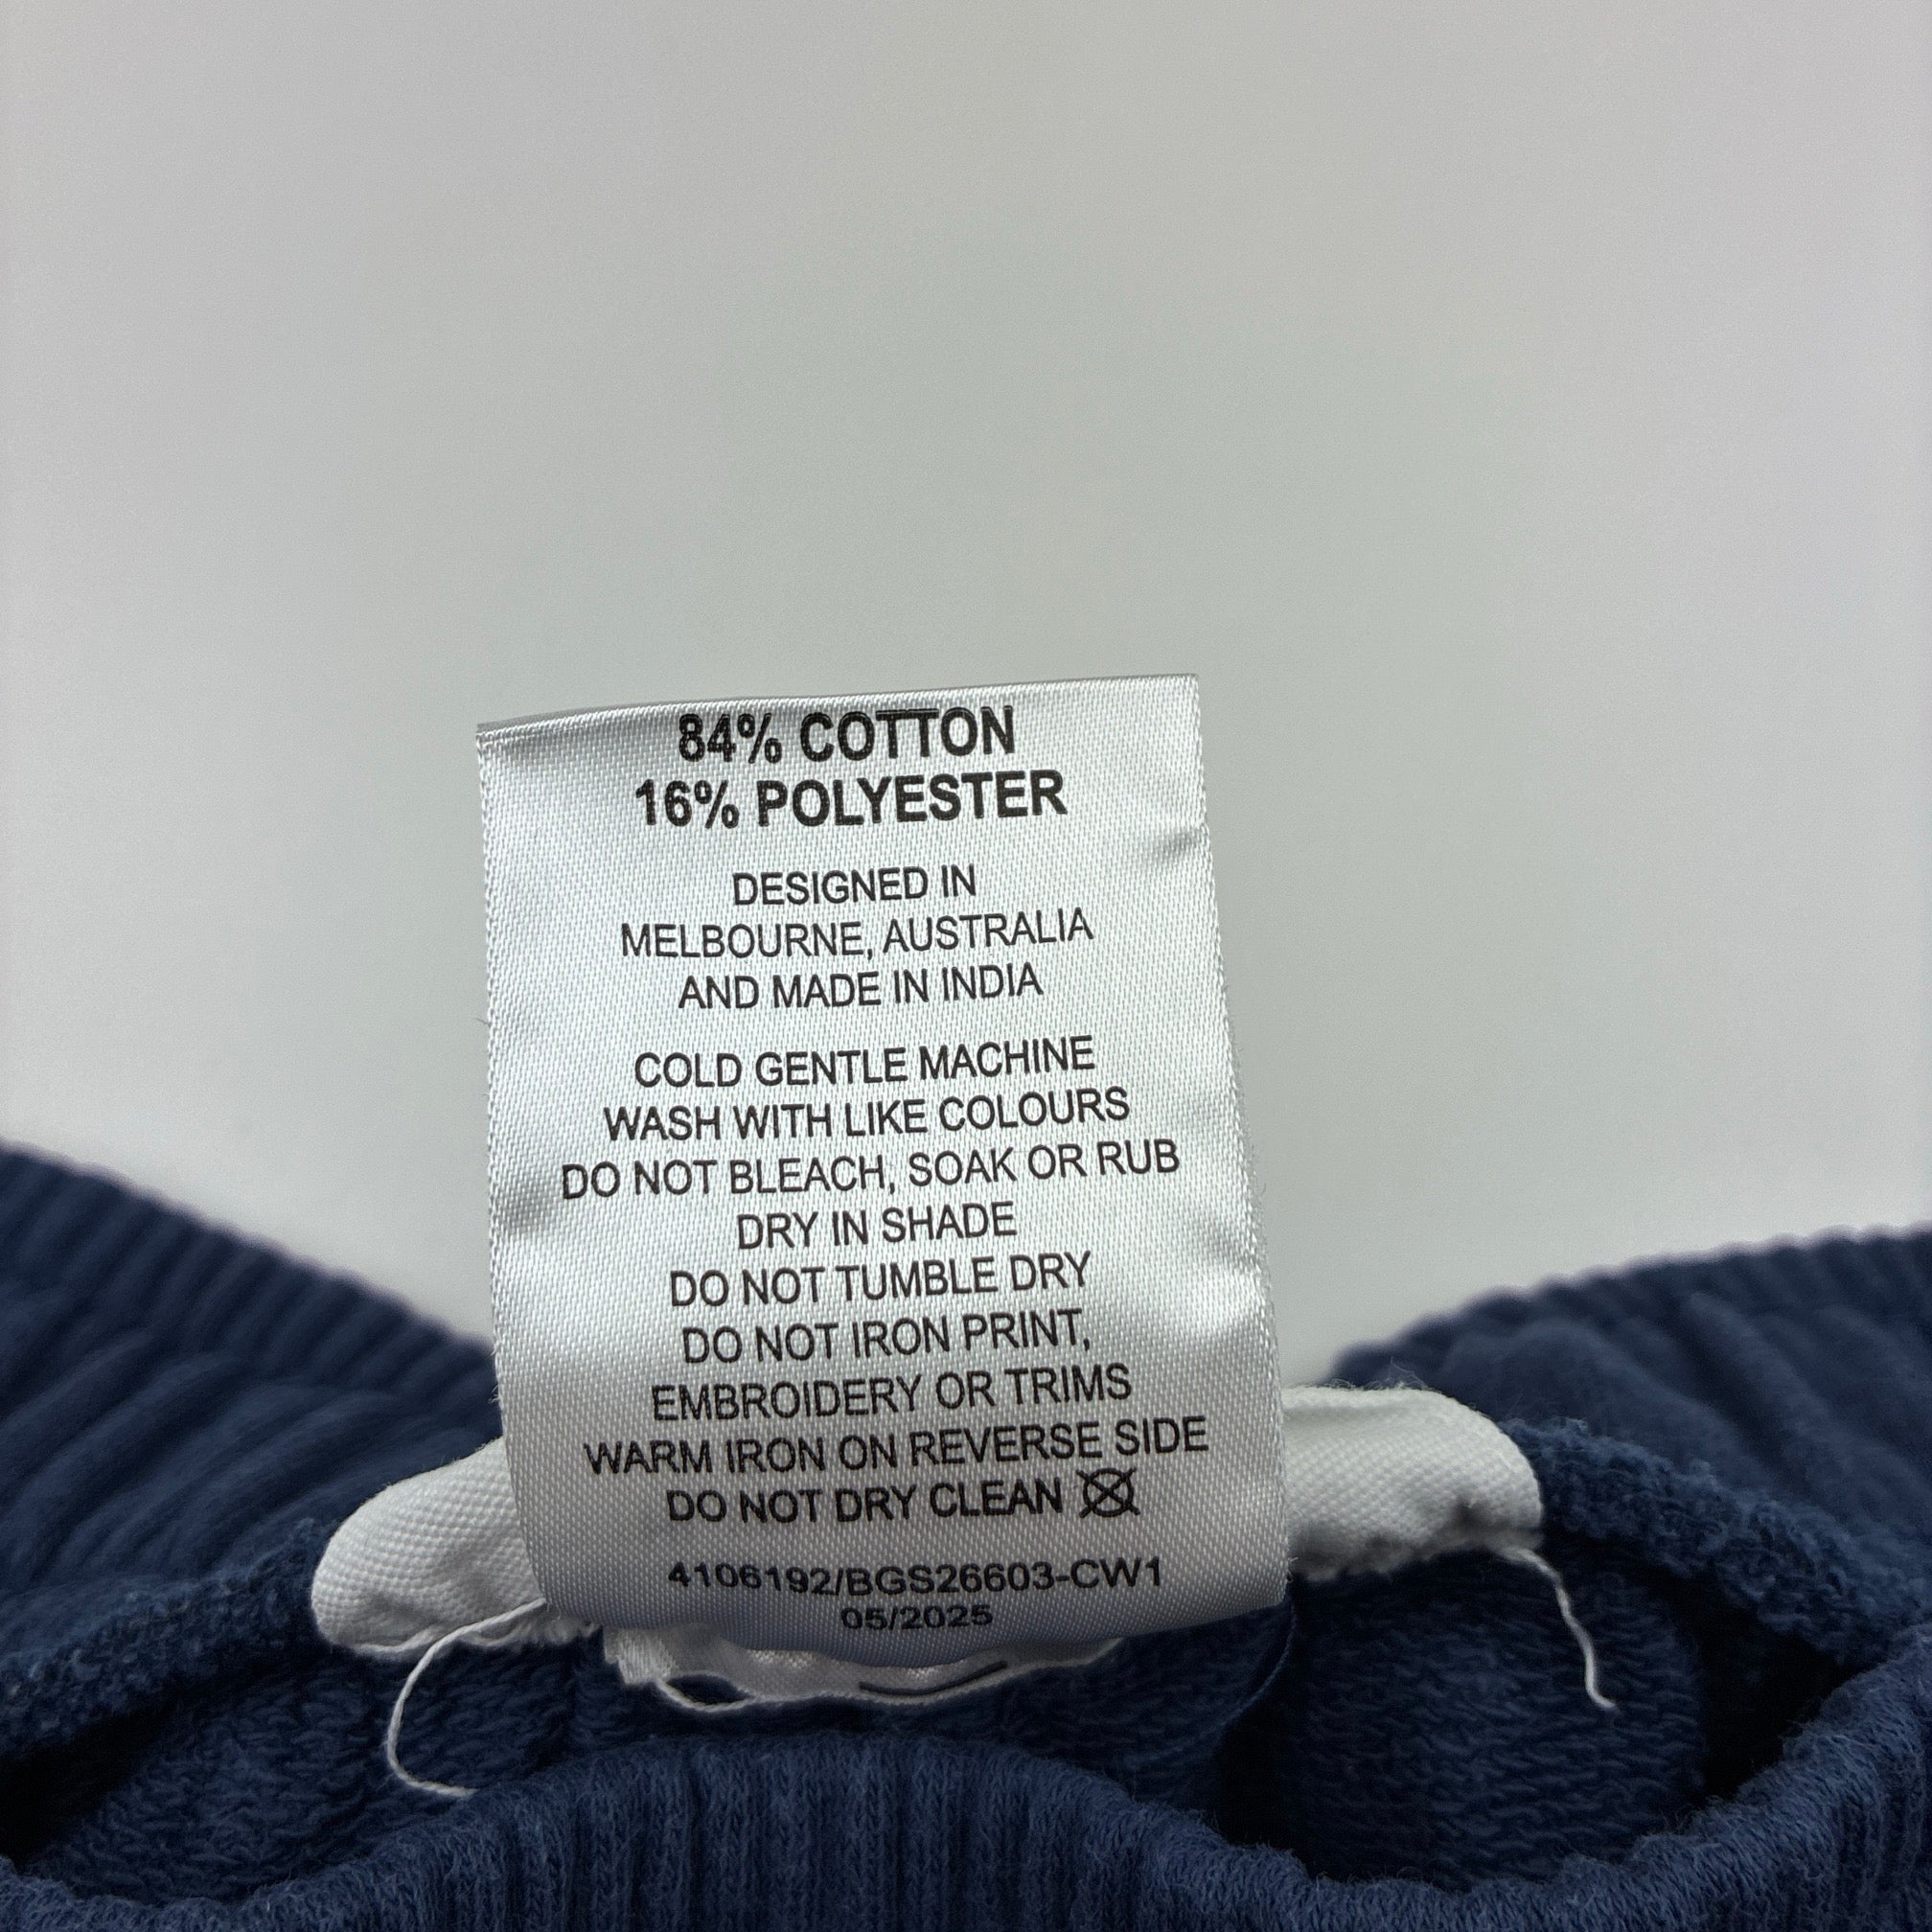 84% COTTON
16% POLYESTER
DESIGNED IN
MELBOURNE, AUSTRALIA
AND MADE IN INDIA
COLD GENTLE MACHINE
WASH WITH LIKE COLOURS
DO NOT BLEACH, SOAK OR RUB
DRY IN SHADE
DO NOT TUMBLE DRY
DO NOT IRON PRINT,
EMBROIDERY OR TRIMS
WARM IRON ON REVERSE SIDE
DO NOT DRY CLEAN
4106192/BGS26603-CW1
05/2025